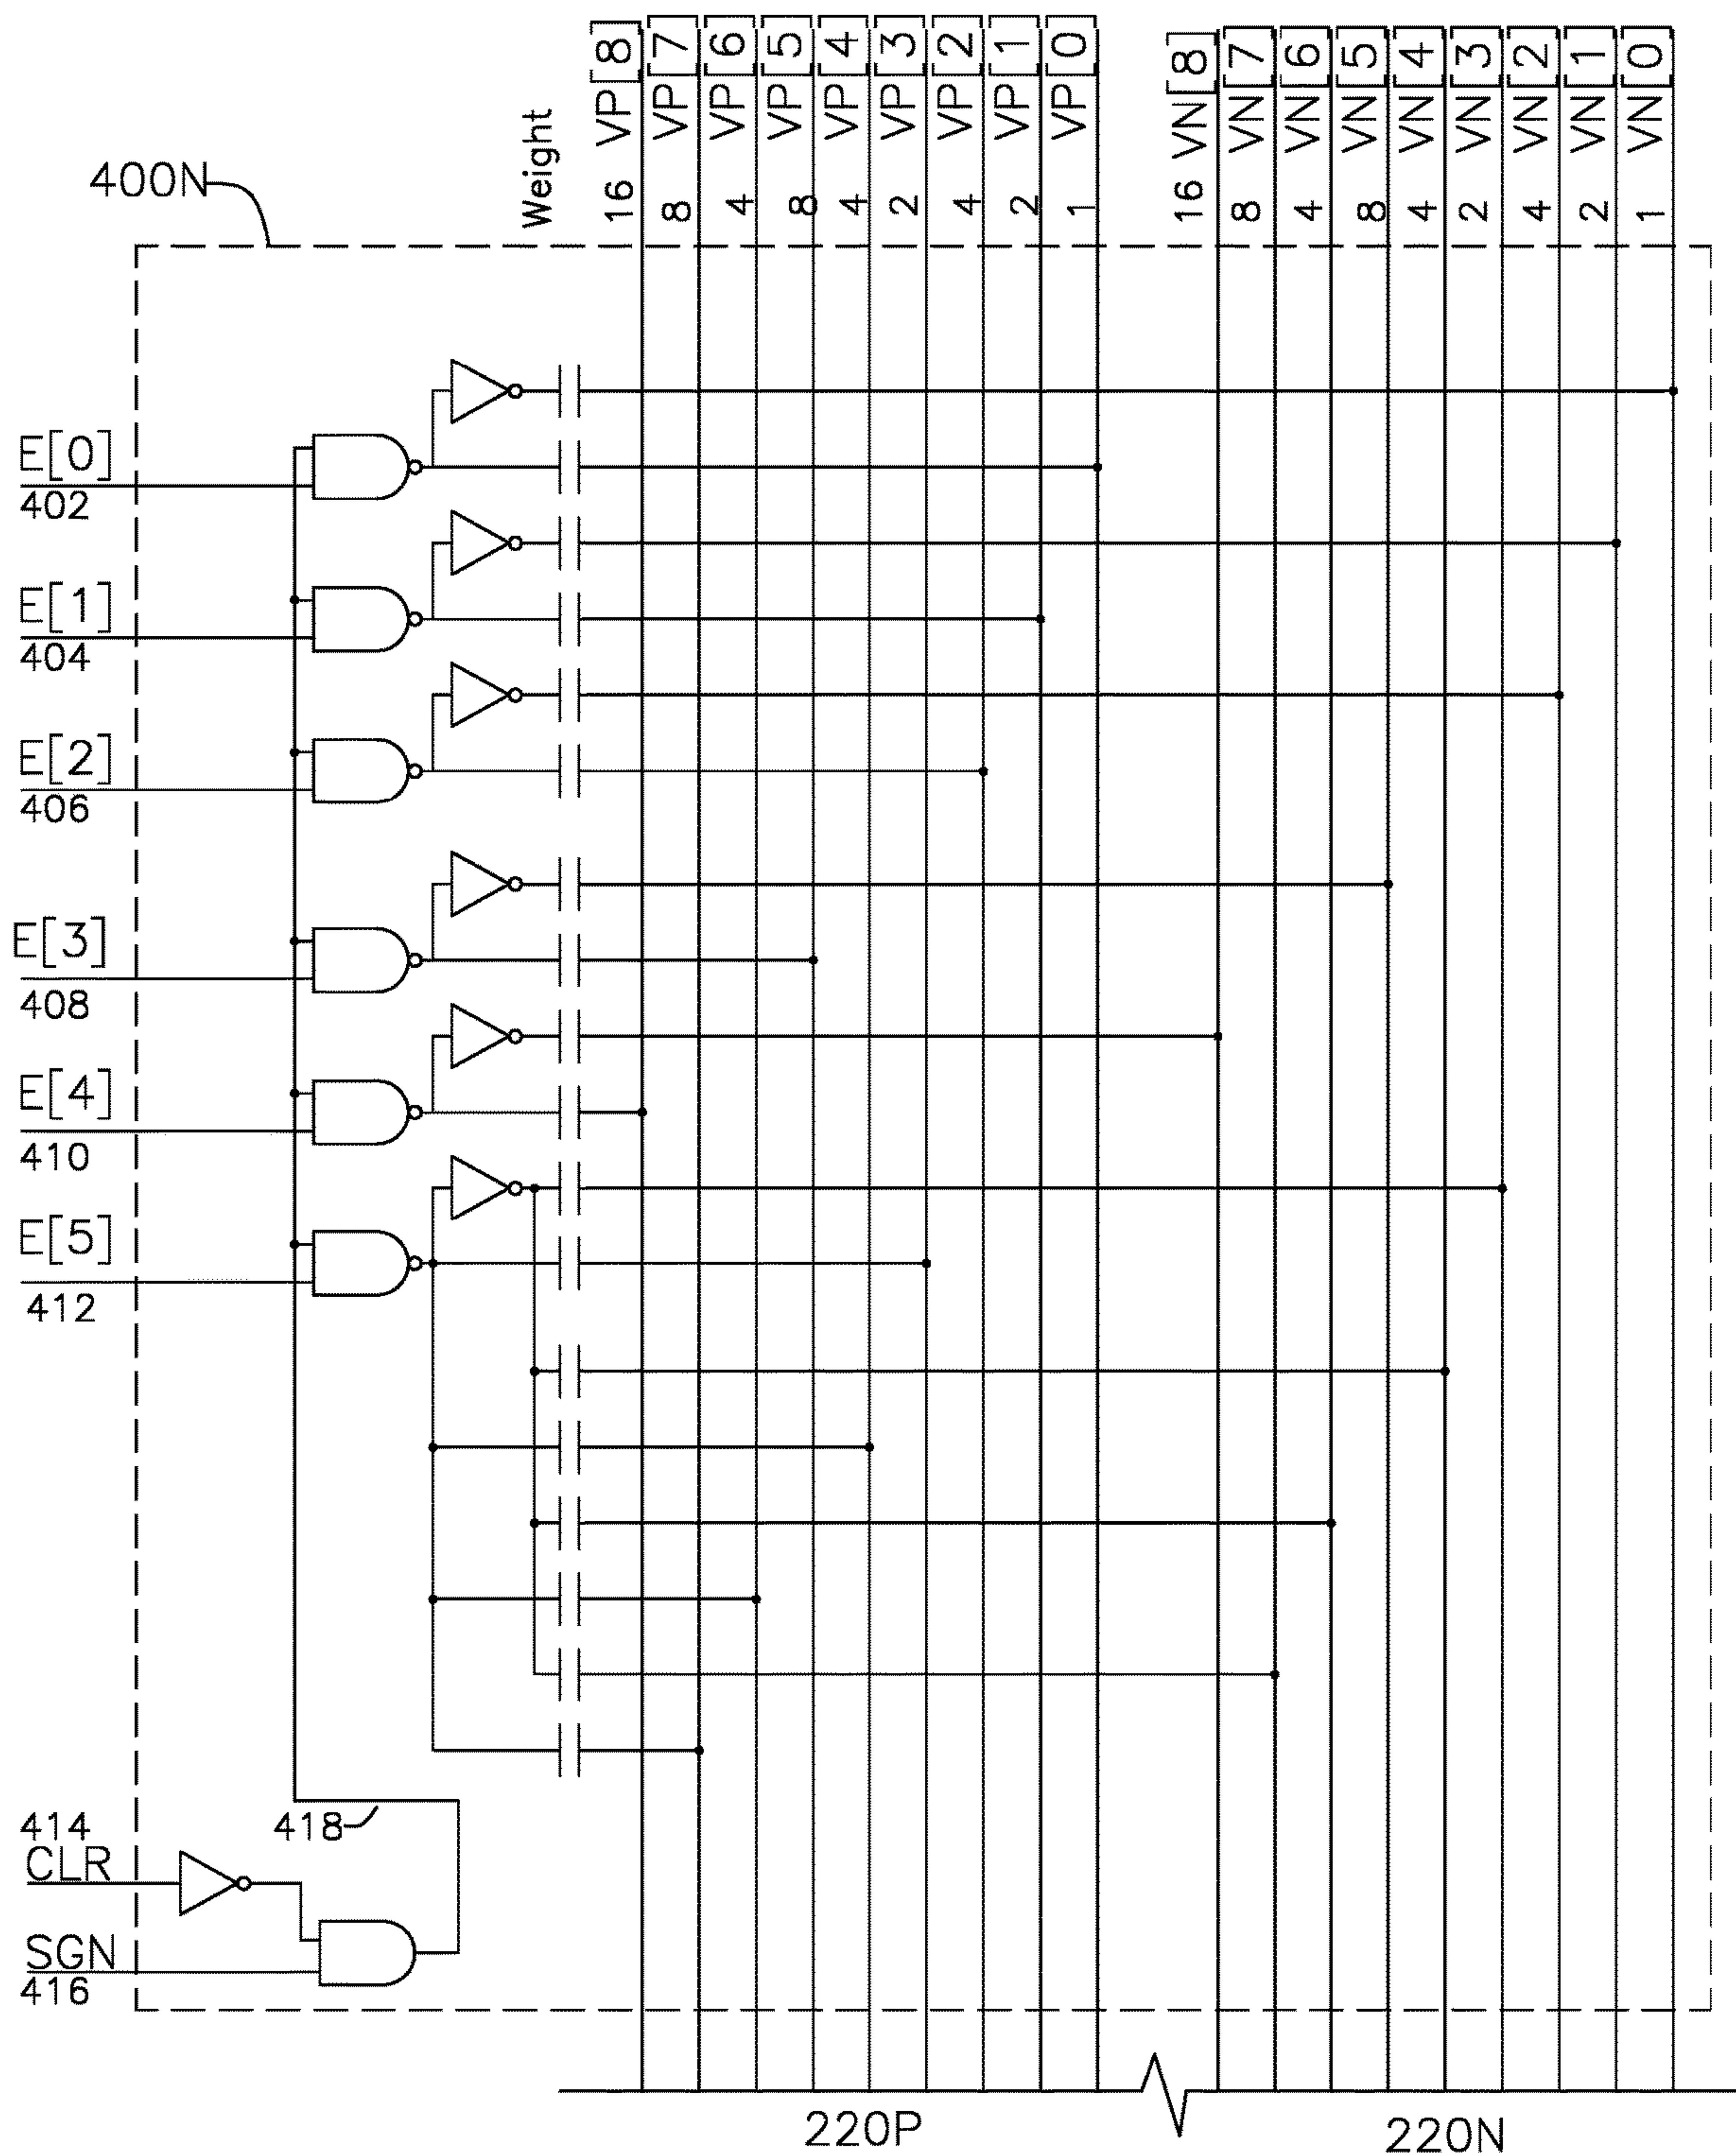 400N
Weight
16 VP[8]
8 VP[7]
4 VP[6]
8 VP[5]
4 VP[4]
2 VP[3]
4 VP[2]
2 VP[1]
1 VP[0]
16 VN[8]
8 VN[7]
4 VN[6]
8 VN[5]
4 VN[4]
2 VN[3]
4 VN[2]
2 VN[1]
1 VN[0]
E[0]
402
E[1]
404
E[2]
406
E[3]
408
E[4]
410
E[5]
412
414
CLR
418
SGN
416
220P
220N